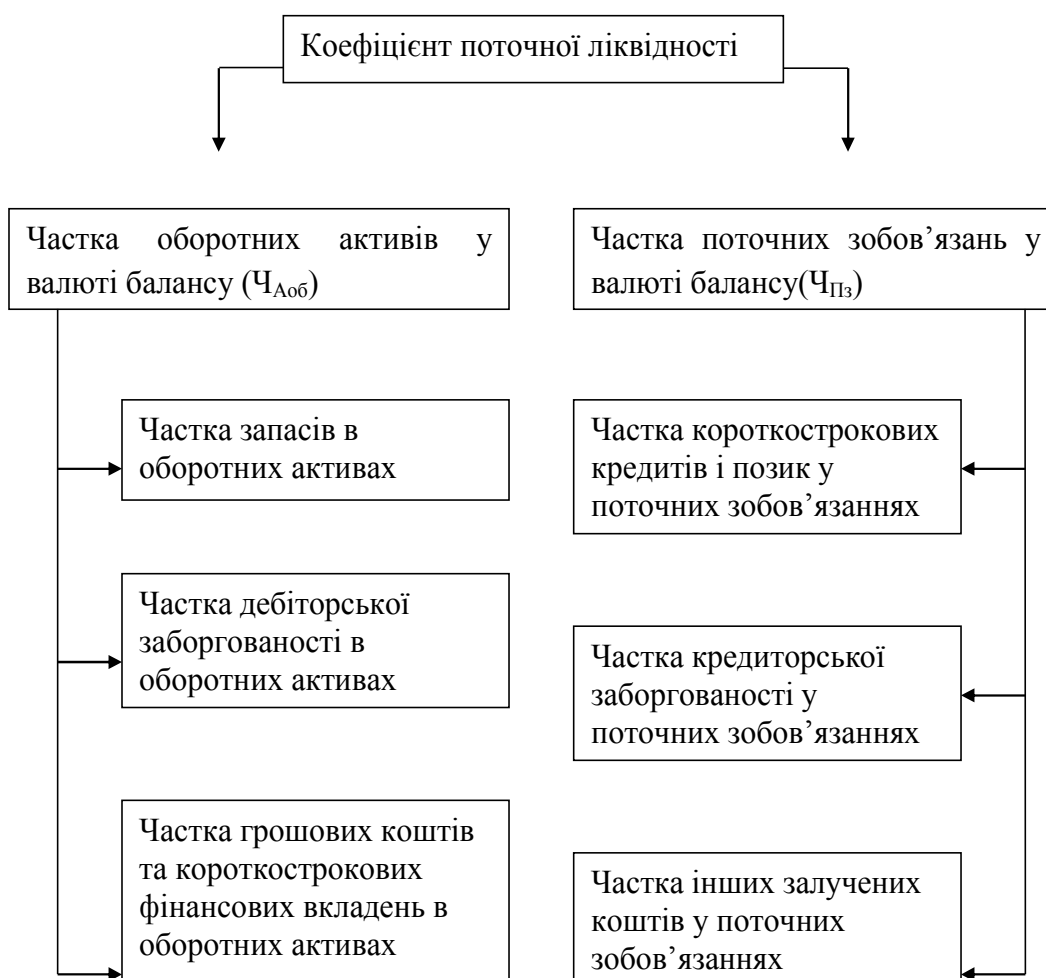 Коефіцієнт поточної ліквідності
Частка оборотних активів у
валюті балансу (Ч_Аоб)
Частка поточних зобов’язань у
валюті балансу(Ч_Пз)
Частка запасів в
оборотних активах
Частка короткострокових
кредитів і позик у
поточних зобов’язаннях
Частка дебіторської
заборгованості в
оборотних активах
Частка кредиторської
заборгованості у
поточних зобов’язаннях
Частка грошових коштів
та короткострокових
фінансових вкладень в
оборотних активах
Частка інших залучених
коштів у поточних
зобов’язаннях